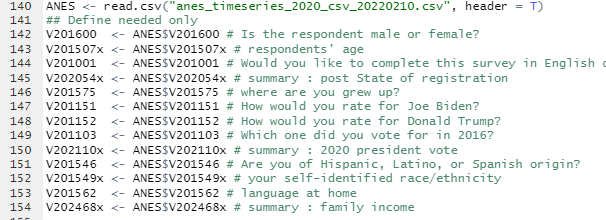 140 ANES <- read.csv("anes_timeseries_2020_csv_20220210.csv", header = T)
141 ## Define needed only
142 V201600 <- ANES$V201600 # Is the respondent male or female?
143 V201507x <- ANES$V201507x # respondents' age
144 V201001 <- ANES$V201001 # Would you like to complete this survey in English o
145 V202054x <- ANES$V202054x # summary : post State of registration
146 V201575 <- ANES$V201575 # where are you grew up?
147 V201151 <- ANES$V201151 # How would you rate for Joe Biden?
148 V201152 <- ANES$V201152 # How would you rate for Donald Trump?
149 V201103 <- ANES$V201103 # Which one did you vote for in 2016?
150 V202110x <- ANES$V202110x # summary : 2020 president vote
151 V201546 <- ANES$V201546 # Are you of Hispanic, Latino, or Spanish origin?
152 V201549x <- ANES$V201549x # your self-identified race/ethnicity
153 V201562 <- ANES$V201562 # language at home
154 V202468x <- ANES$V202468x # summary : family income